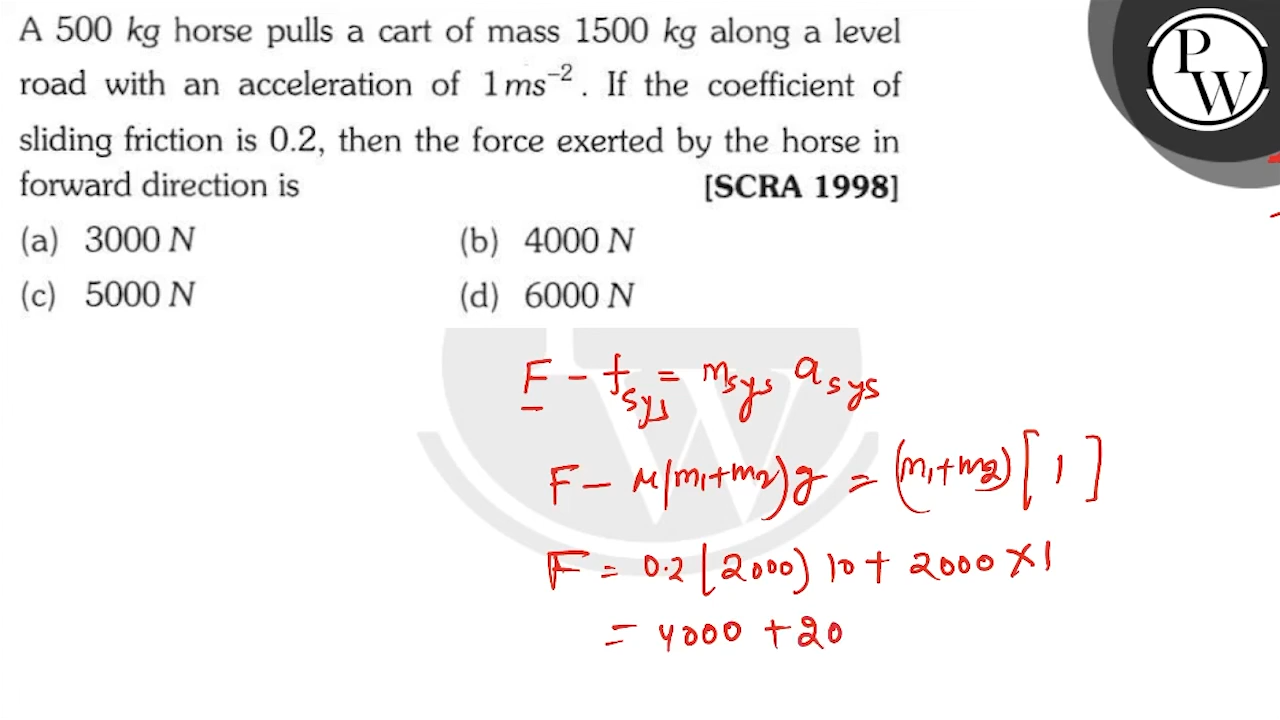 A 500 kg horse pulls a cart of mass 1500 kg along a level
road with an acceleration of 1 ms⁻². If the coefficient of
sliding friction is 0.2, then the force exerted by the horse in
forward direction is [SCRA 1998]
(a) 3000 N (b) 4000 N
(c) 5000 N (d) 6000 N
F - f_sys = m_sys a_sys
F - μ(m₁+m₂)g = (m₁+m₂)[1]
F = 0.2(2000)10 + 2000×1
= 4000 + 20
PW